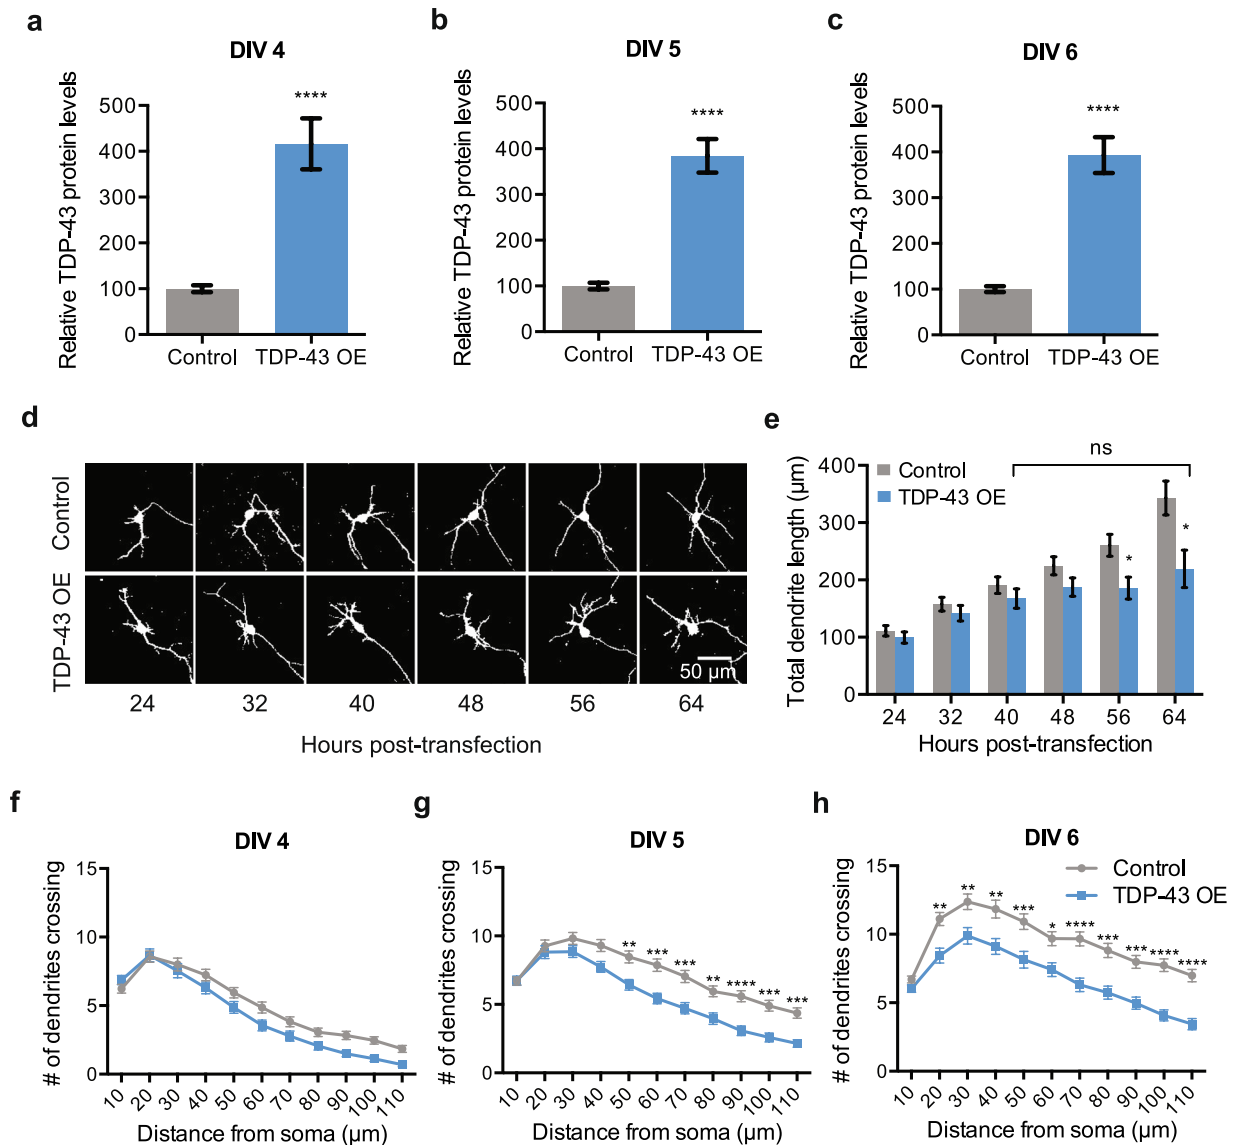 a
DIV 4
Relative TDP-43 protein levels
500
400
300
200
100
0
****
Control
TDP-43 OE
b
DIV 5
Relative TDP-43 protein levels
500
400
300
200
100
0
****
Control
TDP-43 OE
c
DIV 6
Relative TDP-43 protein levels
500
400
300
200
100
0
****
Control
TDP-43 OE
d
Control
TDP-43 OE
50 µm
24 32 40 48 56 64
Hours post-transfection
e
Total dendrite length (µm)
400
300
200
100
0
Control
TDP-43 OE
ns
*
*
24 32 40 48 56 64
Hours post-transfection
f
DIV 4
# of dendrites crossing
15
10
5
0
10 20 30 40 50 60 70 80 90 100 110
Distance from soma (µm)
g
DIV 5
# of dendrites crossing
15
10
5
0
** *** *** ** **** *** ***
10 20 30 40 50 60 70 80 90 100 110
Distance from soma (µm)
h
DIV 6
# of dendrites crossing
15
10
5
0
Control
TDP-43 OE
** ** ** *** * **** *** *** **** ****
10 20 30 40 50 60 70 80 90 100 110
Distance from soma (µm)